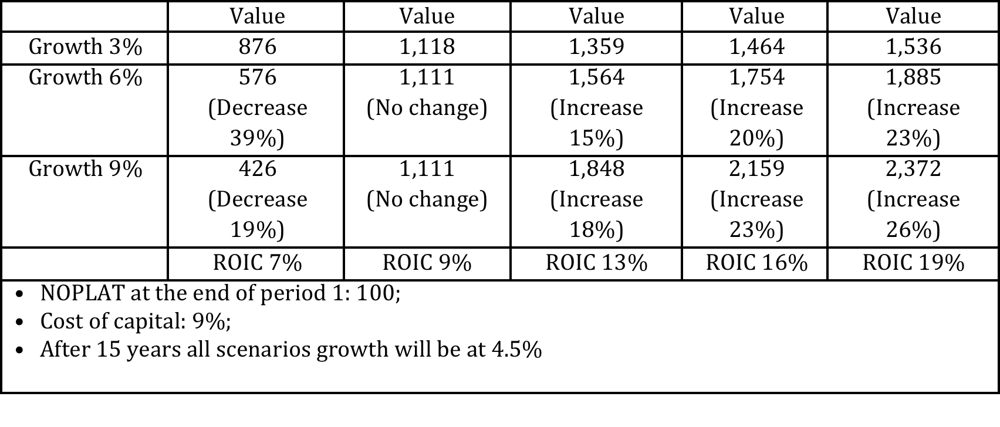 Value Value Value Value Value
Growth 3% 876 1,118 1,359 1,464 1,536
Growth 6% 576 1,111 1,564 1,754 1,885
(Decrease (No change) (Increase (Increase (Increase
39%) 15%) 20%) 23%)
Growth 9% 426 1,111 1,848 2,159 2,372
(Decrease (No change) (Increase (Increase (Increase
19%) 18%) 23%) 26%)
ROIC 7% ROIC 9% ROIC 13% ROIC 16% ROIC 19%
• NOPLAT at the end of period 1: 100;
• Cost of capital: 9%;
• After 15 years all scenarios growth will be at 4.5%